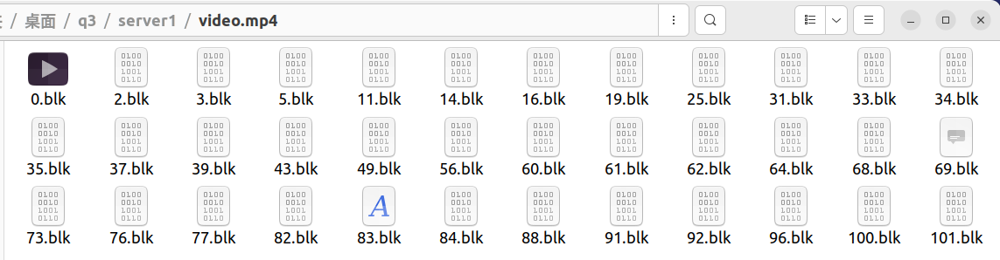 / 桌面 / q3 / server1 / video.mp4
0.blk 2.blk 3.blk 5.blk 11.blk 14.blk 16.blk 19.blk 25.blk 31.blk 33.blk 34.blk
35.blk 37.blk 39.blk 43.blk 49.blk 56.blk 60.blk 61.blk 62.blk 64.blk 68.blk 69.blk
73.blk 76.blk 77.blk 82.blk 83.blk 84.blk 88.blk 91.blk 92.blk 96.blk 100.blk 101.blk